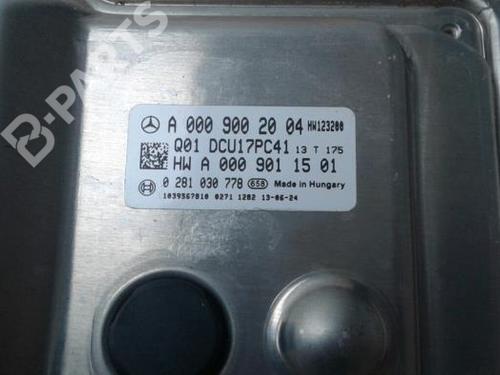 B-PARTS
A 000 900 20 04 HW123200
Q01 DCU17PC41 13 T 175
HW A 000 901 15 01
0 281 030 778 658 Made in Hungary
1039S67810 0271 1282 13-06-24